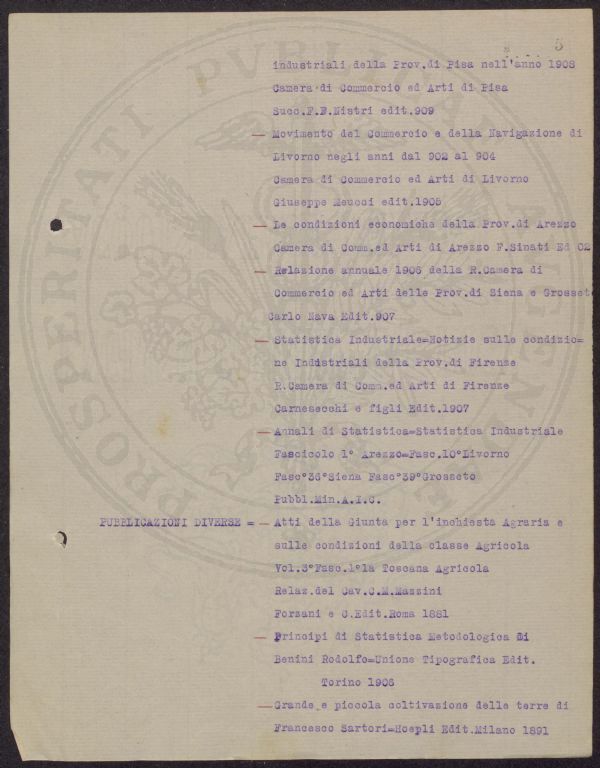 5
industriali della Prov.di Pisa nell'anno 1908
Camera di Commercio ed Arti di Pisa
Succ.F.F.Nistri edit.909
— Movimento del Commercio e della Navigazione di
Livorno negli anni dal 902 al 904
Camera di Commercio ed Arti di Livorno
Giuseppe Meucci edit.1905
— Le condizioni economiche della Prov.di Arezzo
Camera di Comm.ed Arti di Arezzo F.Sinati Ed 02
— Relazione annuale 1906 della R.Camera di
Commercio ed Arti delle Prov.di Siena e Grosseto
Carlo Nava Edit.907
— Statistica Industriale=Notizie sulle condizio=
ne Industriali della Prov.di Firenze
R.Camera di Comm.ed Arti di Firenze
Carnesecchi e figli Edit.1907
— Annali di Statistica=Statistica Industriale
Fascicolo 1° Arezzo=Fasc.10°Livorno
Fasc°36°Siena Fasc°39°Grosseto
Pubbl.Min.A.I.C.
PUBBLICAZIONI DIVERSE = — Atti della Giunta per l'inchiesta Agraria e
sulle condizioni della classe Agricola
Vol.3°Fasc.1°la Toscana Agricola
Relaz.del Cav.C.M.Mazzini
Forzani e C.Edit.Roma 1881
— Principi di Statistica Metodologica di
Benini Rodolfo=Unione Tipografica Edit.
Torino 1906
— Grande e piccola coltivazione delle terre di
Francesco Sartori=Hoepli Edit.Milano 1891